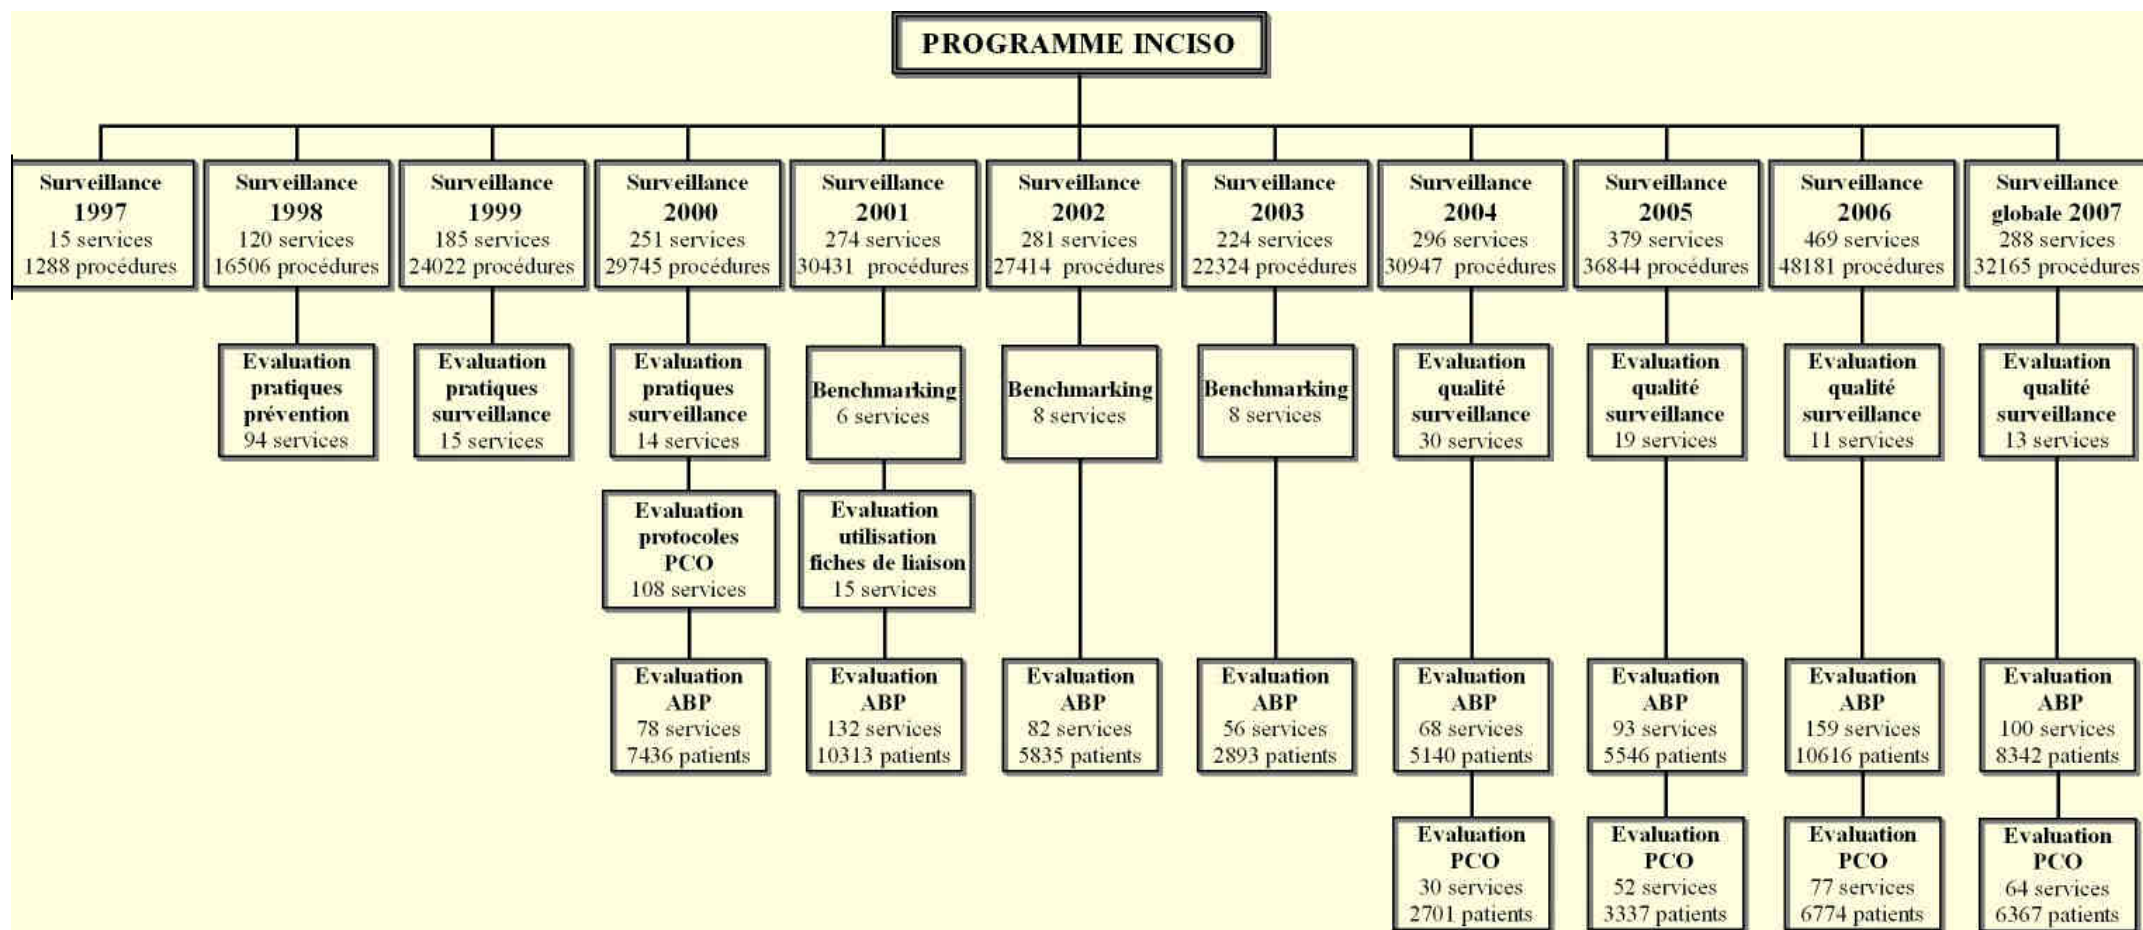 PROGRAMME INCISO
Surveillance
1997
15 services
1288 procédures
Surveillance
1998
120 services
16506 procédures
Surveillance
1999
185 services
24022 procédures
Surveillance
2000
251 services
29745 procédures
Surveillance
2001
274 services
30431 procédures
Surveillance
2002
281 services
27414 procédures
Surveillance
2003
224 services
22324 procédures
Surveillance
2004
296 services
30947 procédures
Surveillance
2005
379 services
36844 procédures
Surveillance
2006
469 services
48181 procédures
Surveillance
globale 2007
288 services
32165 procédures
Evaluation
pratiques
prévention
94 services
Evaluation
pratiques
surveillance
15 services
Evaluation
pratiques
surveillance
14 services
Benchmarking
6 services
Benchmarking
8 services
Benchmarking
8 services
Evaluation
qualité
surveillance
30 services
Evaluation
qualité
surveillance
19 services
Evaluation
qualité
surveillance
11 services
Evaluation
qualité
surveillance
13 services
Evaluation
protocoles
PCO
108 services
Evaluation
utilisation
fiches de liaison
15 services
Evaluation
ABP
78 services
7436 patients
Evaluation
ABP
132 services
10313 patients
Evaluation
ABP
82 services
5835 patients
Evaluation
ABP
56 services
2893 patients
Evaluation
ABP
68 services
5140 patients
Evaluation
ABP
93 services
5546 patients
Evaluation
ABP
159 services
10616 patients
Evaluation
ABP
100 services
8342 patients
Evaluation
PCO
30 services
2701 patients
Evaluation
PCO
52 services
3337 patients
Evaluation
PCO
77 services
6774 patients
Evaluation
PCO
64 services
6367 patients